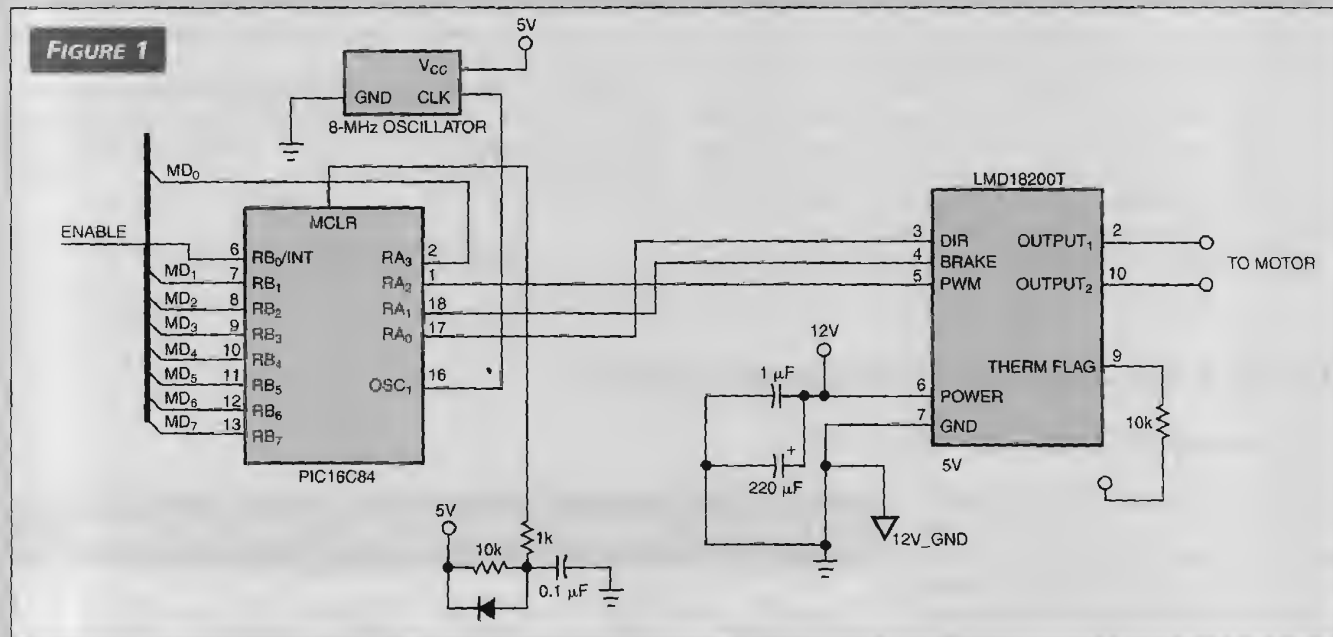 FIGURE 1
5V
V_CC
GND CLK
8-MHz OSCILLATOR
MD₀
ENABLE
MCLR
6 RB₀/INT RA₃ 2
MD₁ 7 RB₁ RA₂ 1
MD₂ 8 RB₂ RA₁ 18
MD₃ 9 RB₃ RA₀ 17
MD₄ 10 RB₄
MD₅ 11 RB₅ OSC₁ 16
MD₆ 12 RB₆
MD₇ 13 RB₇
PIC16C84
5V
10k
1k
0.1 µF
LMD18200T
3 DIR OUTPUT₁ 2
4 BRAKE
5 PWM OUTPUT₂ 10
TO MOTOR
12V
1 µF
THERM FLAG 9
6 POWER
7 GND
10k
+
220 µF
5V
12V_GND